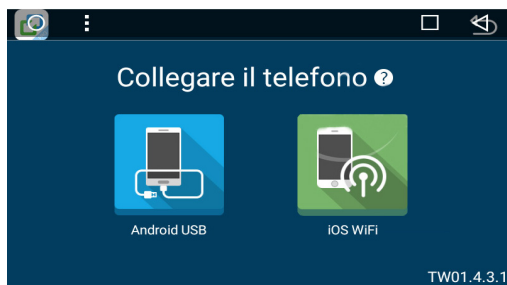 Collegare il telefono ?
Android USB
iOS WiFi
TW01.4.3.1